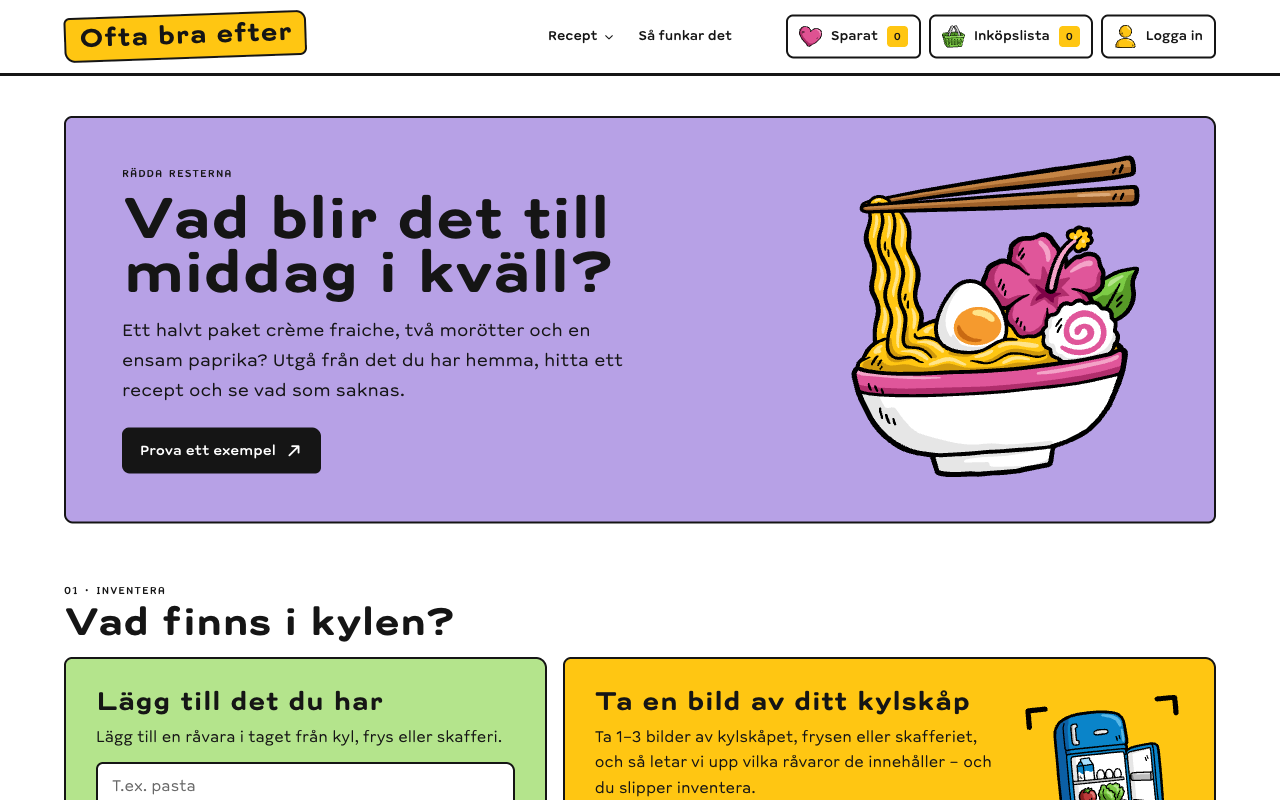 Ofta bra efter
Recept
Så funkar det
Sparat 0
Inköpslista 0
Logga in
RÄDDA RESTERNA
Vad blir det till
middag i kväll?
Ett halvt paket crème fraiche, två morötter och en
ensam paprika? Utgå från det du har hemma, hitta ett
recept och se vad som saknas.
Prova ett exempel
01 · INVENTERA
Vad finns i kylen?
Lägg till det du har
Lägg till en råvara i taget från kyl, frys eller skafferi.
T.ex. pasta
Ta en bild av ditt kylskåp
Ta 1–3 bilder av kylskåpet, frysen eller skafferiet,
och så letar vi upp vilka råvaror de innehåller – och
du slipper inventera.